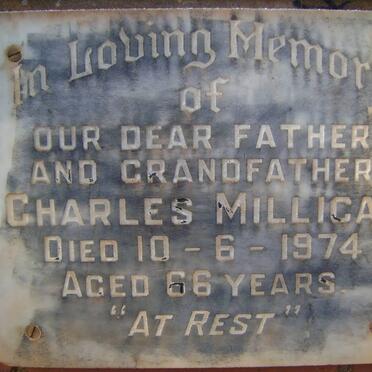 In Loving Memor
of
OUR DEAR FATHER
AND GRANDFATHER
CHARLES MILLIGA
DIED 10 - 6 - 1974
AGED 66 YEARS.
"AT REST"